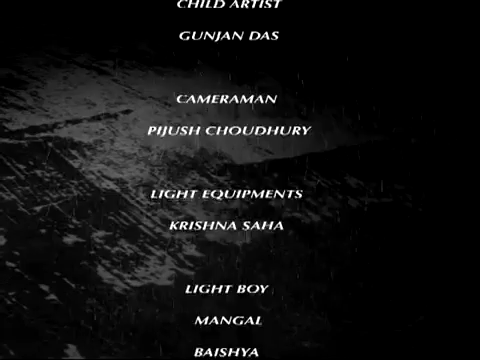 CHILD ARTIST
GUNJAN DAS
CAMERAMAN
PIJUSH CHOUDHURY
LIGHT EQUIPMENTS
KRISHNA SAHA
LIGHT BOY
MANGAL
BAISHYA